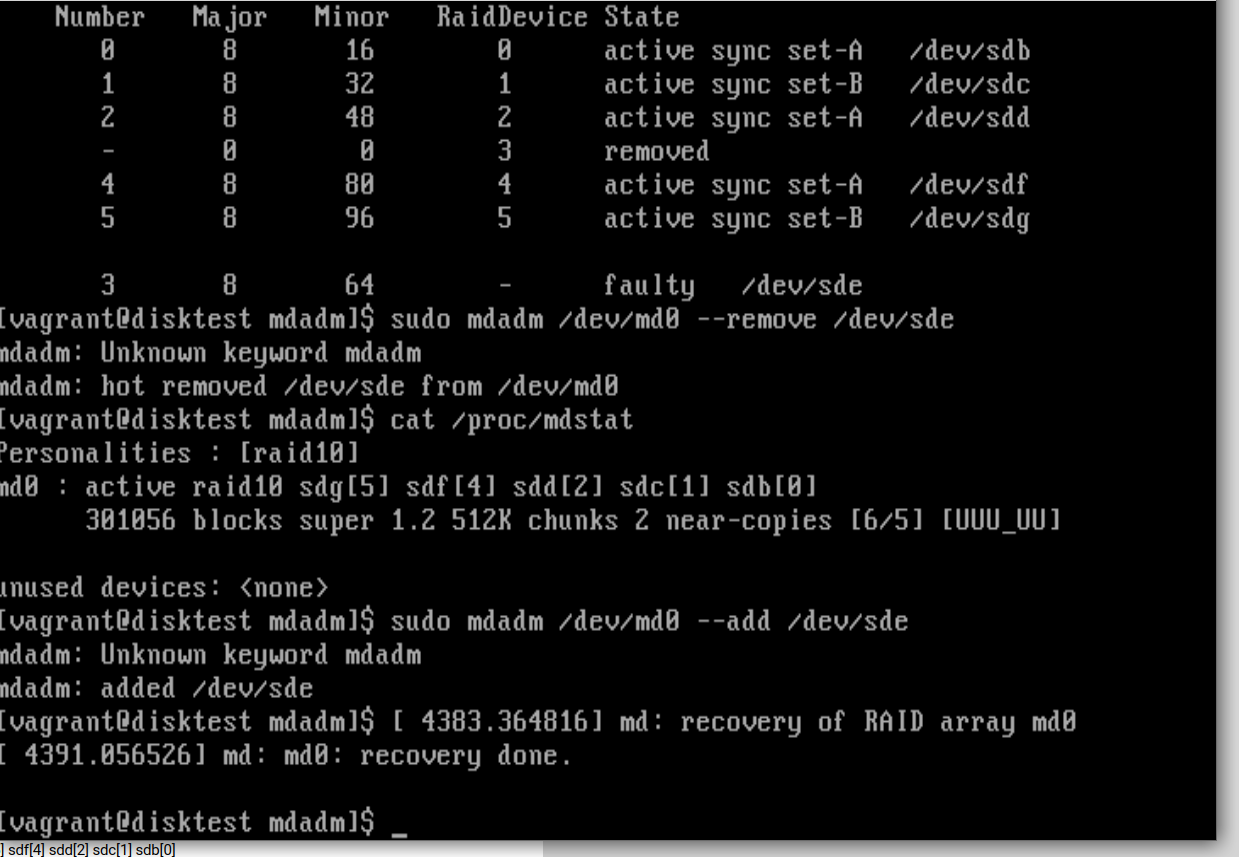 Number Major Minor RaidDevice State
0 8 16 0 active sync set-A /dev/sdb
1 8 32 1 active sync set-B /dev/sdc
2 8 48 2 active sync set-A /dev/sdd
- 0 0 3 removed
4 8 80 4 active sync set-A /dev/sdf
5 8 96 5 active sync set-B /dev/sdg
3 8 64 - faulty /dev/sde
[vagrant@disktest mdadm]$ sudo mdadm /dev/md0 --remove /dev/sde
mdadm: Unknown keyword mdadm
mdadm: hot removed /dev/sde from /dev/md0
[vagrant@disktest mdadm]$ cat /proc/mdstat
Personalities : [raid10]
md0 : active raid10 sdg[5] sdf[4] sdd[2] sdc[1] sdb[0]
301056 blocks super 1.2 512K chunks 2 near-copies [6/5] [UUU_UU]
unused devices: <none>
[vagrant@disktest mdadm]$ sudo mdadm /dev/md0 --add /dev/sde
mdadm: Unknown keyword mdadm
mdadm: added /dev/sde
[vagrant@disktest mdadm]$ [ 4383.364816] md: recovery of RAID array md0
[ 4391.056526] md: md0: recovery done.
[vagrant@disktest mdadm]$ _
] sdf[4] sdd[2] sdc[1] sdb[0]